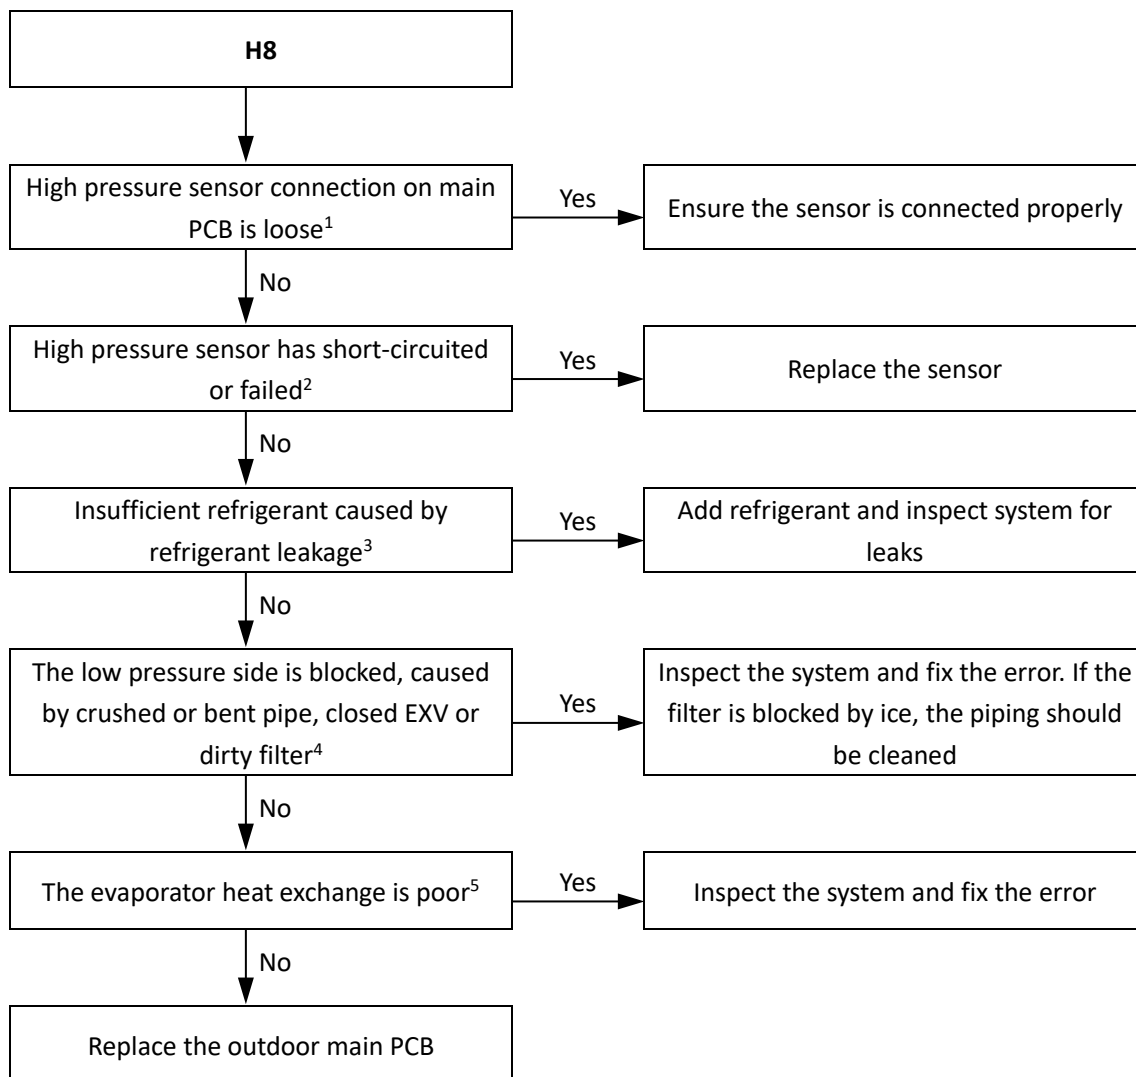 H8
High pressure sensor connection on main
PCB is loose¹
Yes
Ensure the sensor is connected properly
No
High pressure sensor has short-circuited
or failed²
Yes
Replace the sensor
No
Insufficient refrigerant caused by
refrigerant leakage³
Yes
Add refrigerant and inspect system for
leaks
No
The low pressure side is blocked, caused
by crushed or bent pipe, closed EXV or
dirty filter⁴
Yes
Inspect the system and fix the error. If the
filter is blocked by ice, the piping should
be cleaned
No
The evaporator heat exchange is poor⁵
Yes
Inspect the system and fix the error
No
Replace the outdoor main PCB